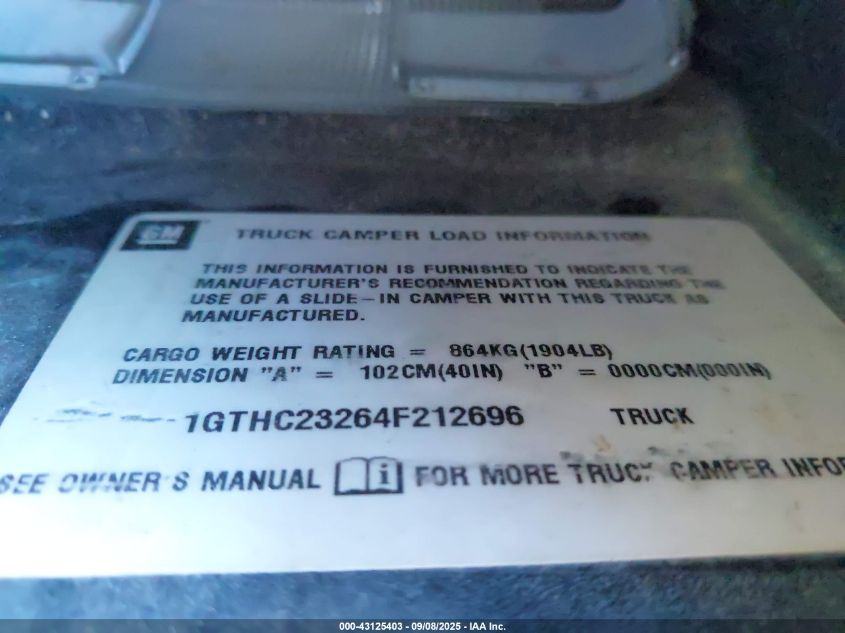 GM
TRUCK CAMPER LOAD INFORMATION
THIS INFORMATION IS FURNISHED TO INDICATE THE
MANUFACTURER'S RECOMMENDATION REGARDING THE
USE OF A SLIDE-IN CAMPER WITH THIS TRUCK AS
MANUFACTURED.
CARGO WEIGHT RATING = 864KG(1904LB)
DIMENSION "A" = 102CM(40IN) "B" = 0000CM(000IN)
1GTHC23264F212696 TRUCK
SEE OWNER'S MANUAL i FOR MORE TRUCK CAMPER INFOR
000-43125403 - 09/08/2025 - IAA Inc.